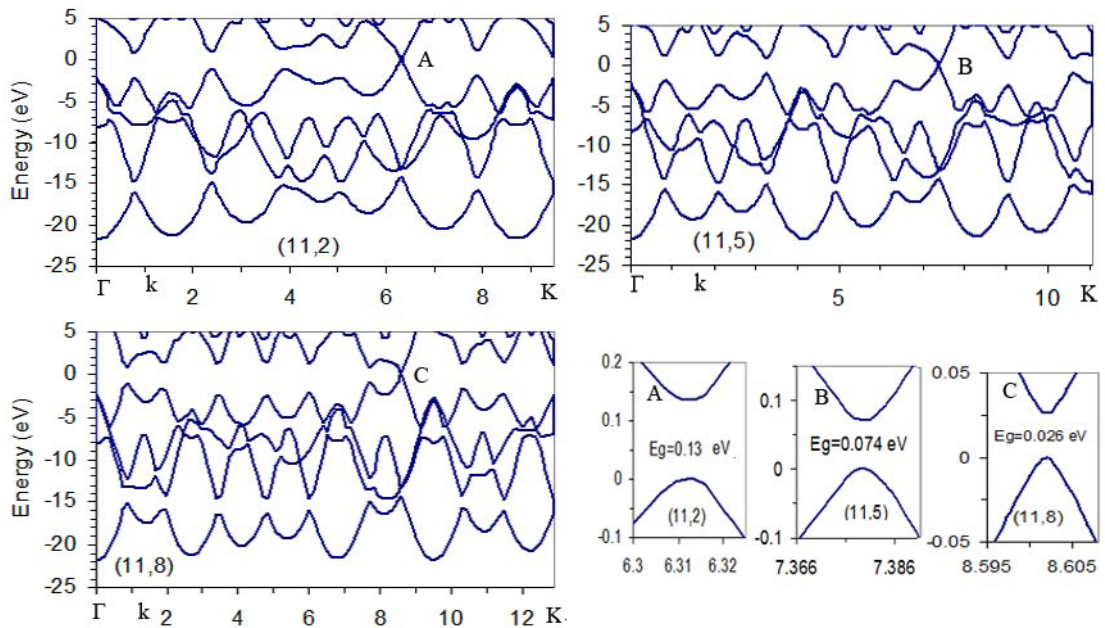 5
0
-5
-10
-15
-20
-25
Energy (eV)
A
(11,2)
Γ k 2 4 6 8 K
5
0
-5
-10
-15
-20
-25
B
(11,5)
Γ k 5 10 K
5
0
-5
-10
-15
-20
-25
Energy (eV)
C
(11,8)
Γ k 2 4 6 8 10 12 K
0.2
0.1
0
-0.1
A
Eg=0.13 eV
(11,2)
6.3 6.31 6.32
0.1
0
-0.1
B
Eg=0.074 eV
(11,5)
7.366 7.386
0.05
0
-0.05
C
Eg=0.026 eV
(11,8)
8.595 8.605